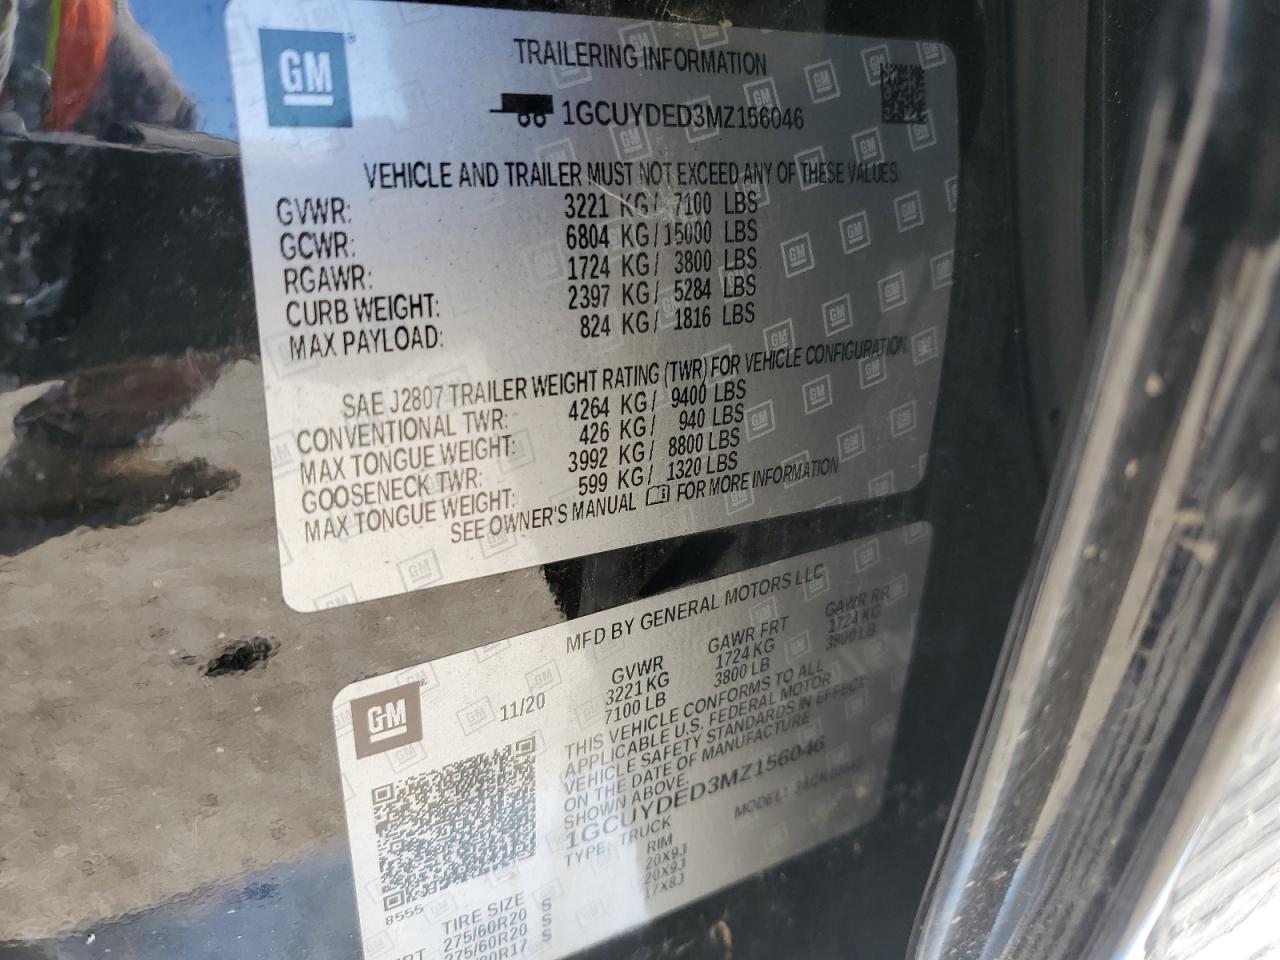 GM
TRAILERING INFORMATION
1GCUYDED3MZ156046
VEHICLE AND TRAILER MUST NOT EXCEED ANY OF THESE VALUES.
GVWR: 3221 KG/ 7100 LBS
GCWR: 6804 KG/ 15000 LBS
RGAWR: 1724 KG/ 3800 LBS
CURB WEIGHT: 2397 KG/ 5284 LBS
MAX PAYLOAD: 824 KG/ 1816 LBS
SAE J2807 TRAILER WEIGHT RATING (TWR) FOR VEHICLE CONFIGURATION.
CONVENTIONAL TWR: 4264 KG/ 9400 LBS
MAX TONGUE WEIGHT: 426 KG/ 940 LBS
GOOSENECK TWR: 3992 KG/ 8800 LBS
MAX TONGUE WEIGHT: 599 KG/ 1320 LBS
SEE OWNER'S MANUAL FOR MORE INFORMATION
GM
MFD BY GENERAL MOTORS LLC
11/20
GVWR GAWR FRT GAWR RR
3221 KG 1724 KG 1724 KG
7100 LB 3800 LB 3800 LB
THIS VEHICLE CONFORMS TO ALL
APPLICABLE U.S. FEDERAL MOTOR
VEHICLE SAFETY STANDARDS IN EFFECT
ON THE DATE OF MANUFACTURE
SHOWN ABOVE.
1GCUYDED3MZ156046
TYPE: TRUCK MODEL:
8555
TIRE SIZE RIM
275/60R20 S 20X9J
275/60R20 S 20X9J
S 17X8J